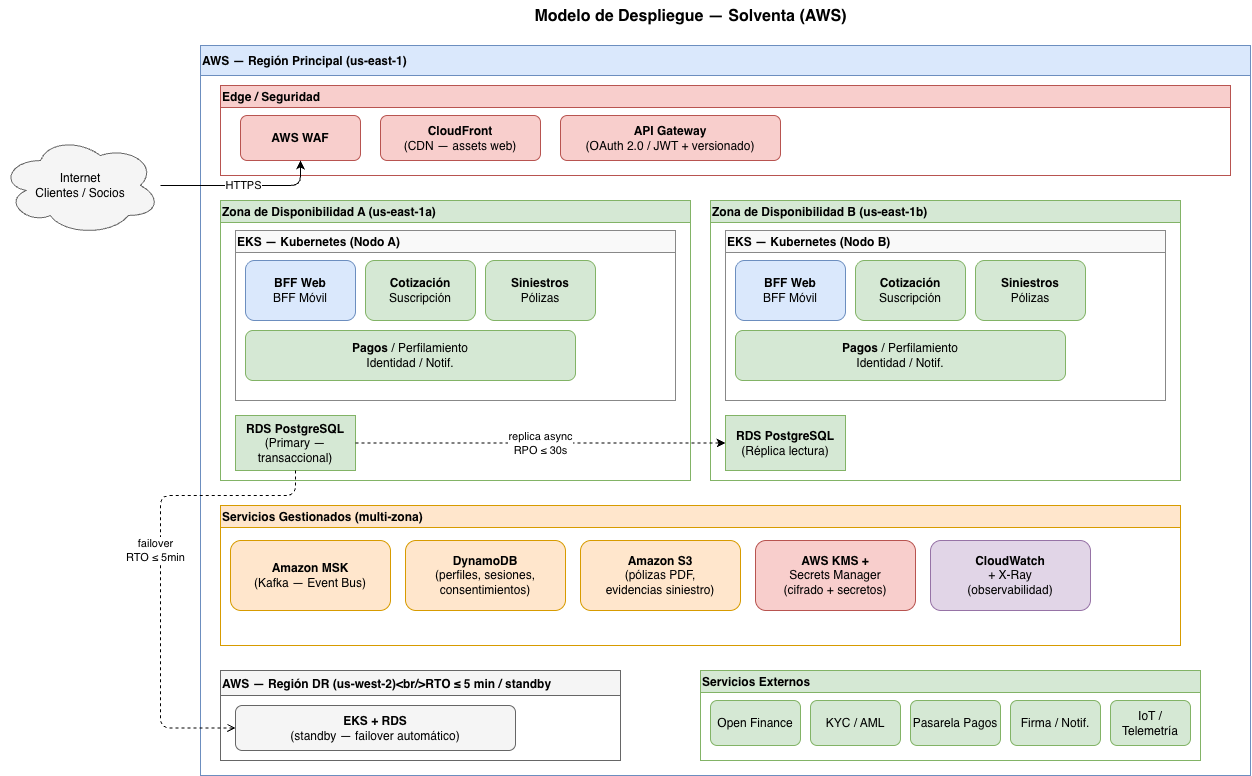 Modelo de Despliegue — Solventa (AWS)
AWS — Región Principal (us-east-1)
Edge / Seguridad
AWS WAF
CloudFront
(CDN — assets web)
API Gateway
(OAuth 2.0 / JWT + versionado)
Internet
Clientes / Socios
HTTPS
Zona de Disponibilidad A (us-east-1a)
EKS — Kubernetes (Nodo A)
BFF Web
BFF Móvil
Cotización
Suscripción
Siniestros
Pólizas
Pagos / Perfilamiento
Identidad / Notif.
RDS PostgreSQL
(Primary —
transaccional)
replica async
RPO ≤ 30s
Zona de Disponibilidad B (us-east-1b)
EKS — Kubernetes (Nodo B)
BFF Web
BFF Móvil
Cotización
Suscripción
Siniestros
Pólizas
Pagos / Perfilamiento
Identidad / Notif.
RDS PostgreSQL
(Réplica lectura)
failover
RTO ≤ 5min
Servicios Gestionados (multi-zona)
Amazon MSK
(Kafka — Event Bus)
DynamoDB
(perfiles, sesiones,
consentimientos)
Amazon S3
(pólizas PDF,
evidencias siniestro)
AWS KMS +
Secrets Manager
(cifrado + secretos)
CloudWatch
+ X-Ray
(observabilidad)
AWS — Región DR (us-west-2)<br/>RTO ≤ 5 min / standby
EKS + RDS
(standby — failover automático)
Servicios Externos
Open Finance
KYC / AML
Pasarela Pagos
Firma / Notif.
IoT /
Telemetría